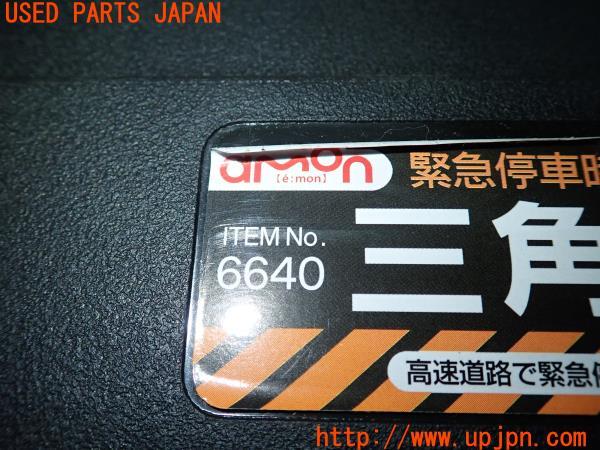 USED PARTS JAPAN
amon
【é:mon】
緊急停車時
ITEM No.
6640
三角
高速道路で緊急停
http://www.upjpn.com/